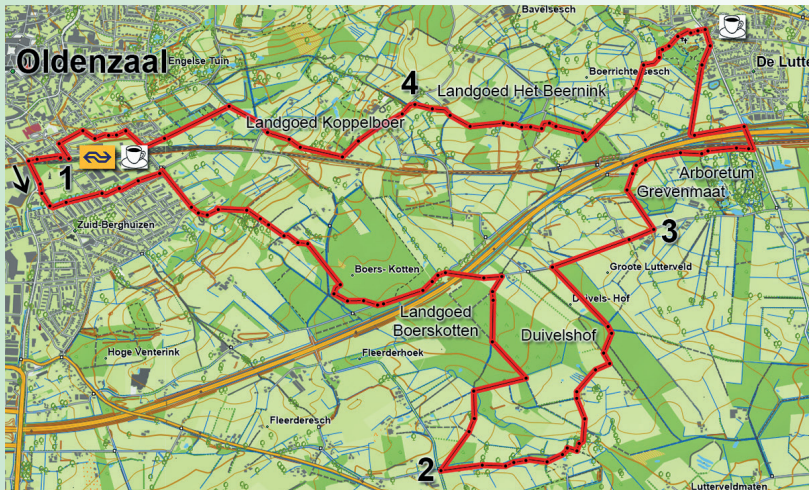 Bavelsesch
Oldenzaal
Engelse Tuin
De Lutte
Boerrichteresch
4
Landgoed Het Beernink
Landgoed Koppelboer
1
Arboretum
Grevenmaat
Zuid-Berghuizen
3
Boers- Kotten
Groote Lutterveld
Duivels- Hof
Landgoed
Boerskotten
Duivelshof
Hoge Venterink
Fleerderhoek
Fleerderesch
2
Lutterveldmaten